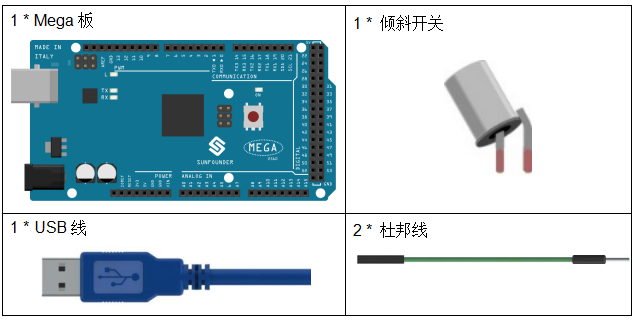 1 * Mega 板
1 * 倾斜开关
MADE IN
ITALY
PWM
L
TX
RX
COMMUNICATION
ON
SUNFOUNDER
MEGA
2560
DIGITAL
POWER
ANALOG IN
1 * USB 线
2 * 杜邦线